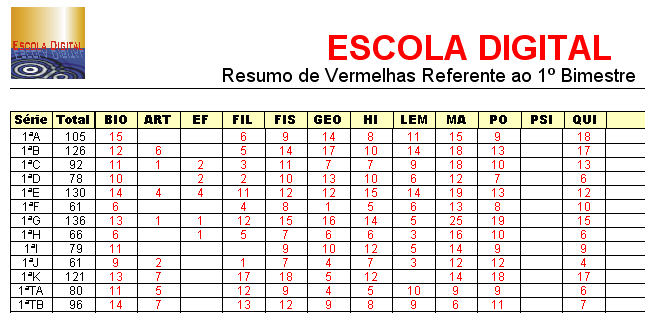 ESCOLA DIGITAL
ESCOLA DIGITAL
Resumo de Vermelhas Referente ao 1º Bimestre
Série Total BIO ART EF FIL FIS GEO HI LEM MA PO PSI QUI
1ªA 105 15 6 9 14 8 11 15 9 18
1ªB 126 12 6 5 14 17 10 14 18 13 17
1ªC 92 11 1 2 3 11 7 7 9 18 10 13
1ªD 78 10 2 2 10 13 10 6 12 7 6
1ªE 130 14 4 4 11 12 12 15 14 19 13 12
1ªF 61 6 4 8 1 5 6 13 8 10
1ªG 136 13 1 1 12 15 16 14 5 25 19 15
1ªH 66 6 1 5 7 6 6 3 16 10 6
1ªI 79 11 9 10 12 5 14 9 9
1ªJ 61 9 2 1 7 4 7 3 12 12 4
1ªK 121 13 7 17 18 5 12 14 18 17
1ªTA 80 11 5 12 9 4 5 10 9 9 6
1ªTB 96 14 7 13 12 9 8 9 6 11 7